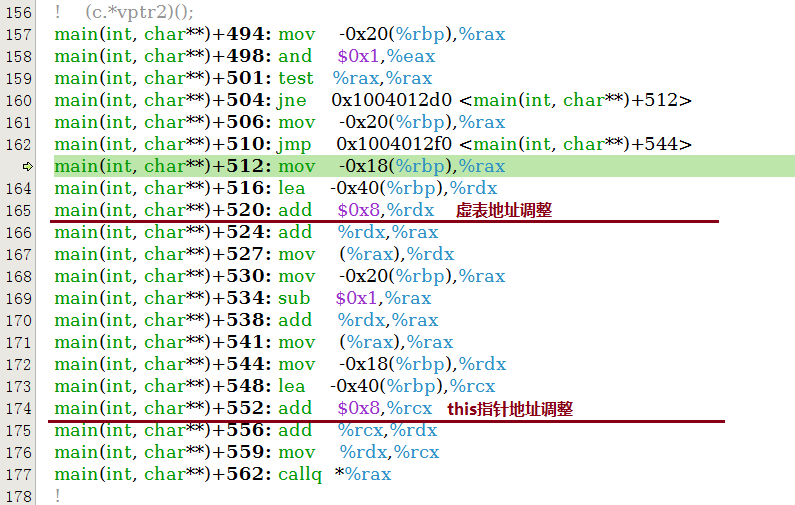 156 ! (c.*vptr2)();
157 main(int, char**)+494: mov -0x20(%rbp),%rax
158 main(int, char**)+498: and $0x1,%eax
159 main(int, char**)+501: test %rax,%rax
160 main(int, char**)+504: jne 0x1004012d0 <main(int, char**)+512>
161 main(int, char**)+506: mov -0x20(%rbp),%rax
162 main(int, char**)+510: jmp 0x1004012f0 <main(int, char**)+544>
main(int, char**)+512: mov -0x18(%rbp),%rax
164 main(int, char**)+516: lea -0x40(%rbp),%rdx
165 main(int, char**)+520: add $0x8,%rdx 虚表地址调整
166 main(int, char**)+524: add %rdx,%rax
167 main(int, char**)+527: mov (%rax),%rdx
168 main(int, char**)+530: mov -0x20(%rbp),%rax
169 main(int, char**)+534: sub $0x1,%rax
170 main(int, char**)+538: add %rdx,%rax
171 main(int, char**)+541: mov (%rax),%rax
172 main(int, char**)+544: mov -0x18(%rbp),%rdx
173 main(int, char**)+548: lea -0x40(%rbp),%rcx
174 main(int, char**)+552: add $0x8,%rcx this指针地址调整
175 main(int, char**)+556: add %rcx,%rdx
176 main(int, char**)+559: mov %rdx,%rcx
177 main(int, char**)+562: callq *%rax
178 !